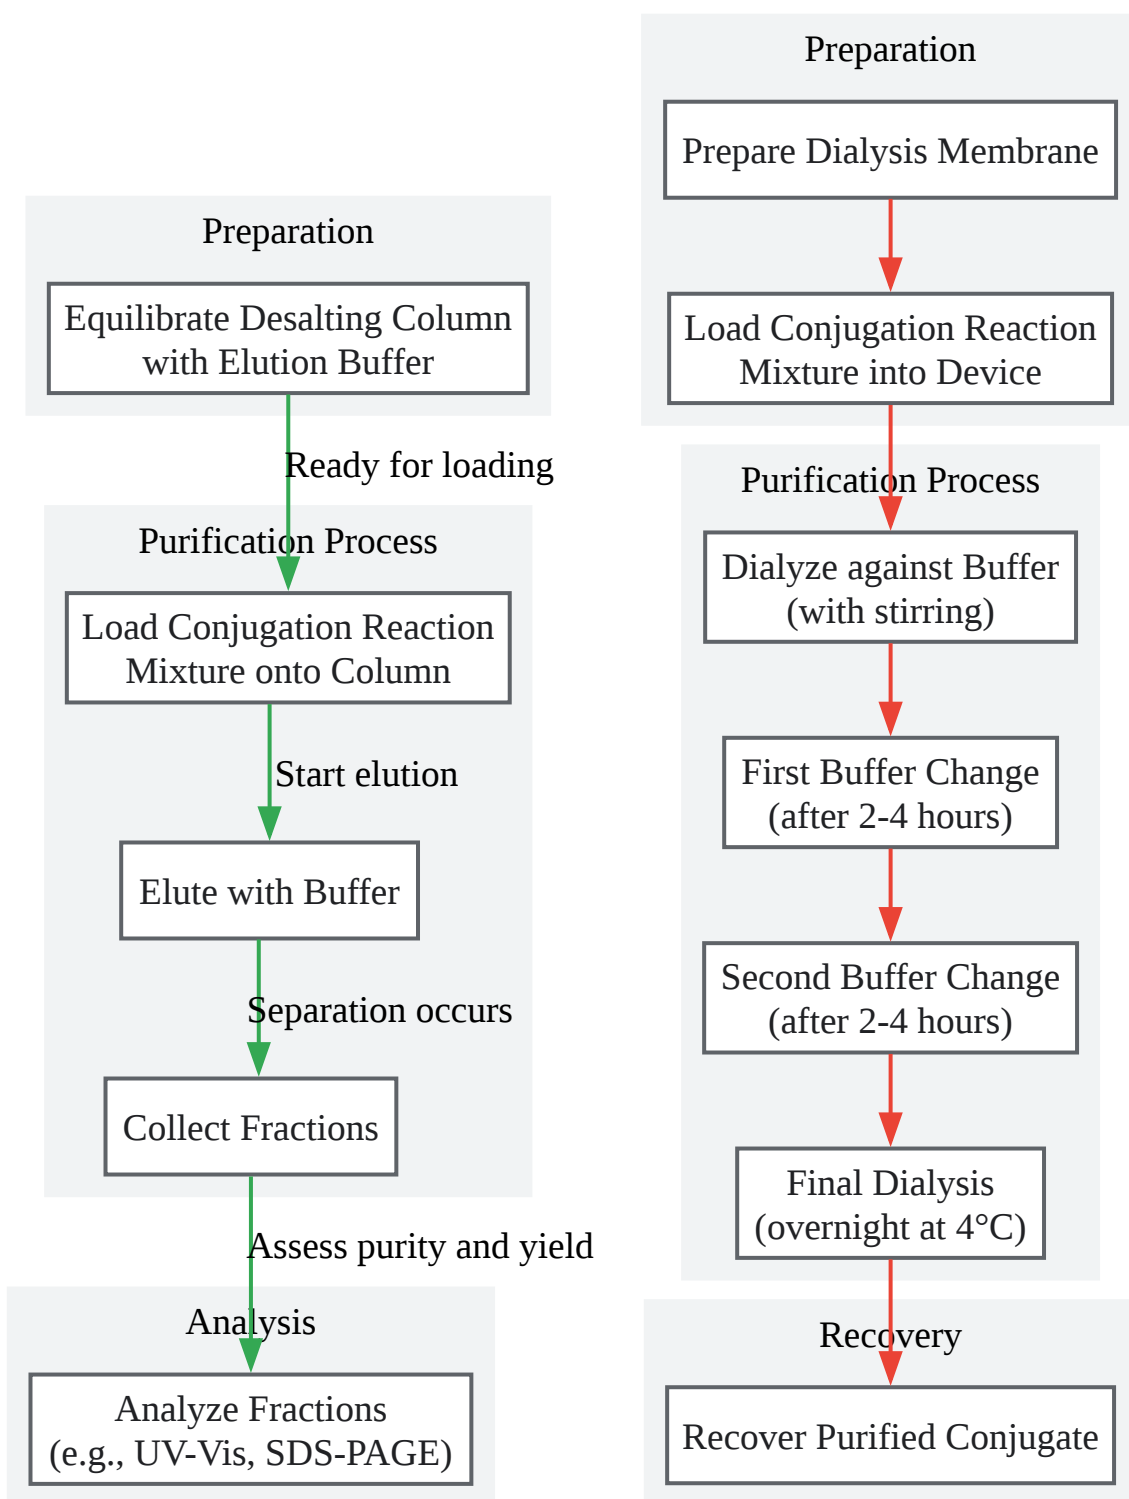 Preparation
Equilibrate Desalting Column
with Elution Buffer
Ready for loading
Purification Process
Load Conjugation Reaction
Mixture onto Column
Start elution
Elute with Buffer
Separation occurs
Collect Fractions
Assess purity and yield
Analysis
Analyze Fractions
(e.g., UV-Vis, SDS-PAGE)
Preparation
Prepare Dialysis Membrane
Load Conjugation Reaction
Mixture into Device
Purification Process
Dialyze against Buffer
(with stirring)
First Buffer Change
(after 2-4 hours)
Second Buffer Change
(after 2-4 hours)
Final Dialysis
(overnight at 4°C)
Recovery
Recover Purified Conjugate